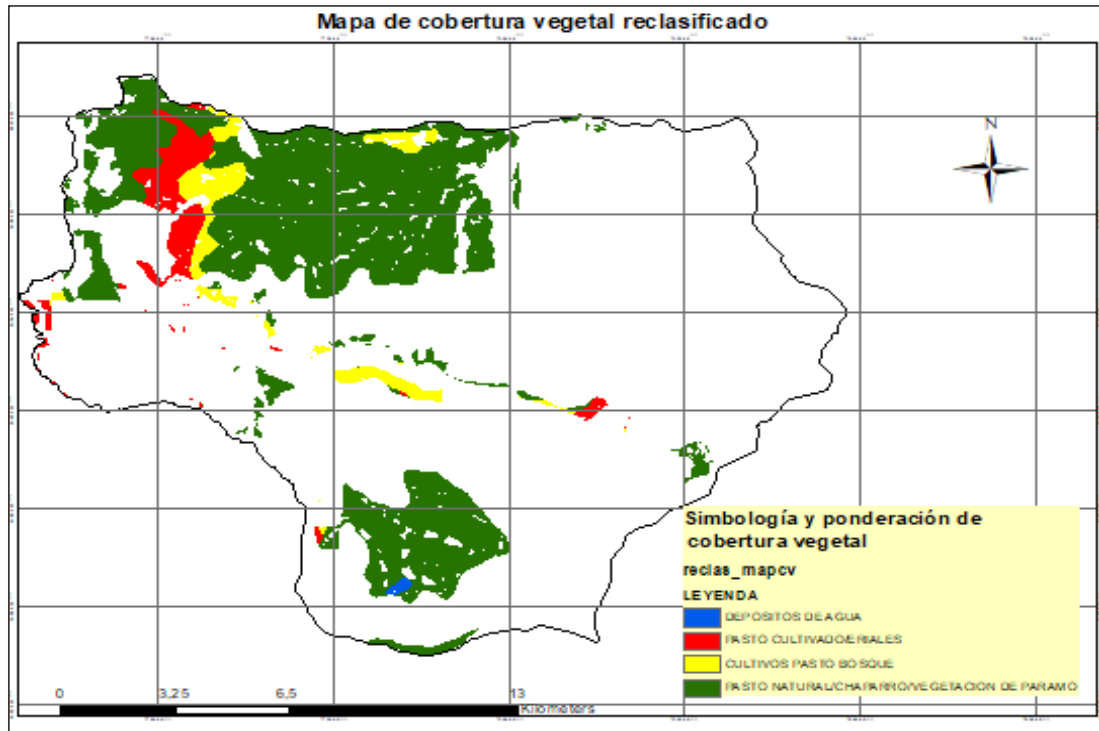 Mapa de cobertura vegetal reclasificado
N
Simbología y ponderación de
cobertura vegetal
reclas_mapcv
LEYENDA
DEPOSITOS DE AGUA
PASTO CULTIVADO/ERIALES
CULTIVOS PASTO BOSQUE
PASTO NATURAL/CHAPARRO/VEGETACIÓN DE PARAMO
0 3,25 6,5 13
Kilometers